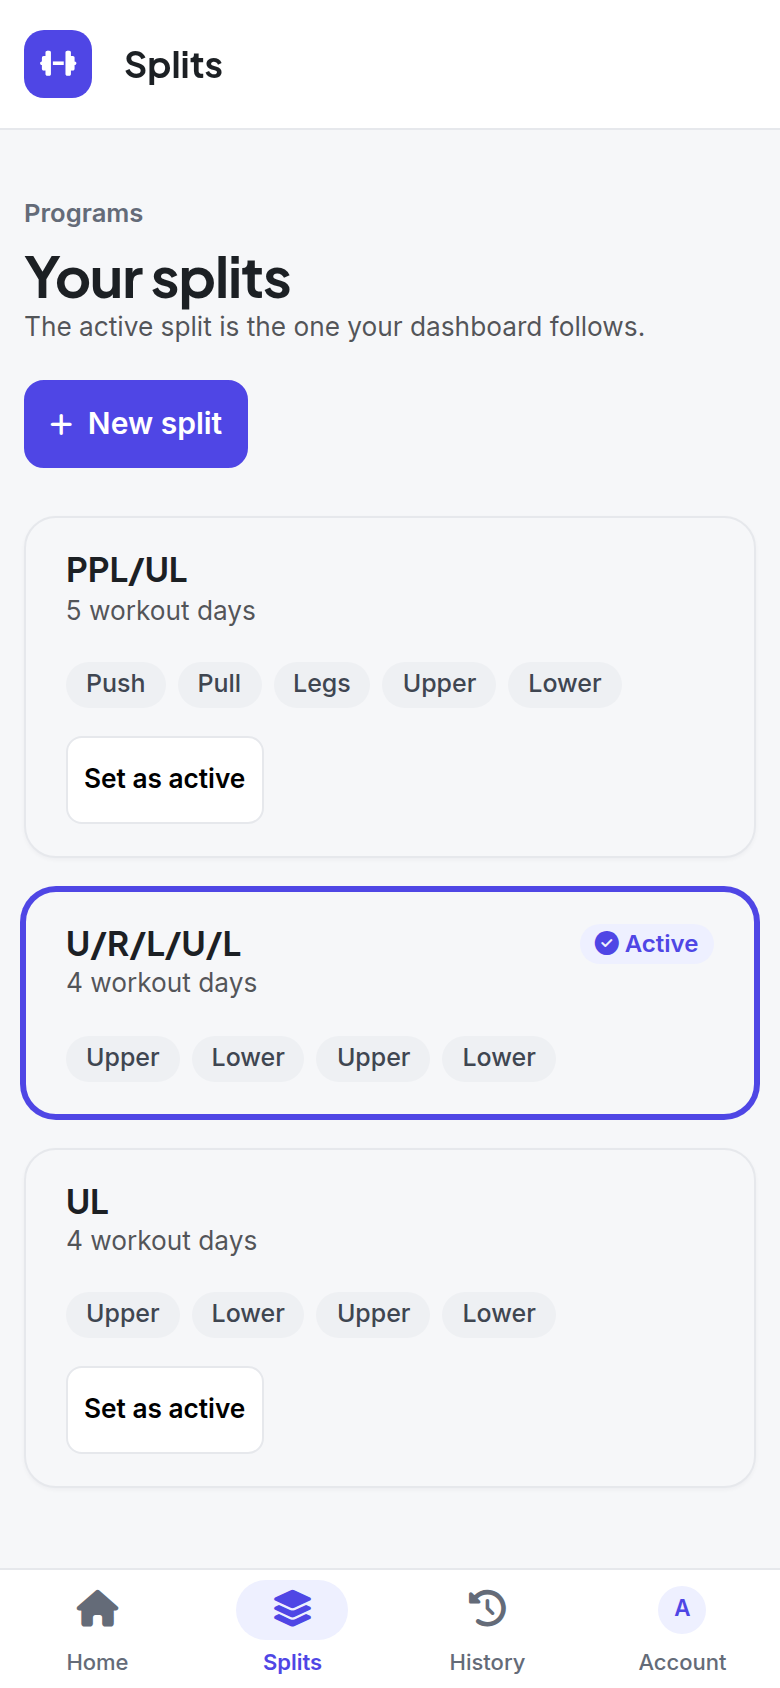 Splits
Programs
Your splits
The active split is the one your dashboard follows.
+ New split
PPL/UL
5 workout days
Push Pull Legs Upper Lower
Set as active
U/R/L/U/L Active
4 workout days
Upper Lower Upper Lower
UL
4 workout days
Upper Lower Upper Lower
Set as active
A
Home Splits History Account